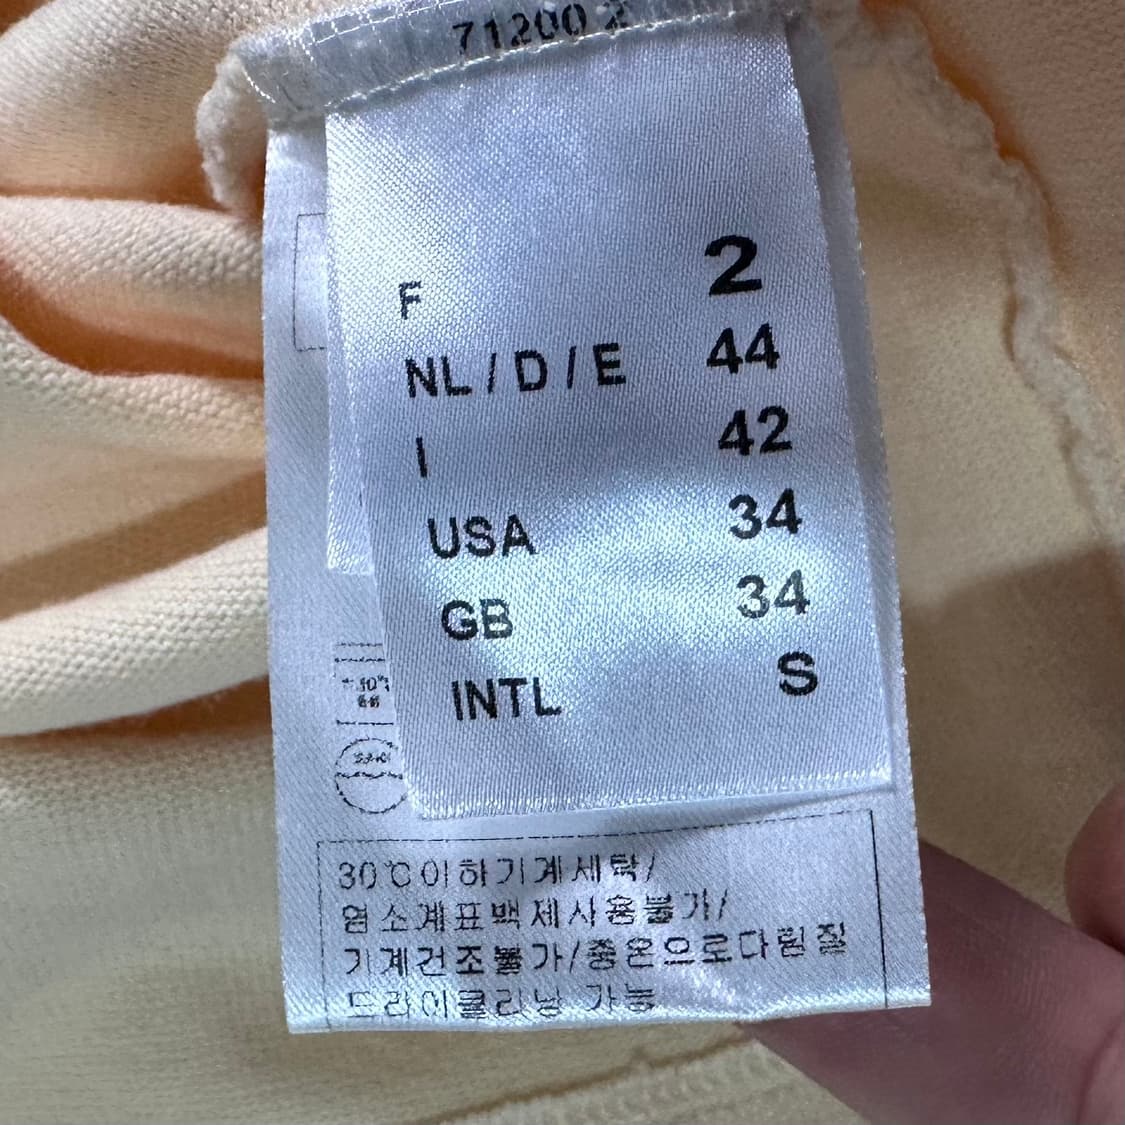 71200 2
F 2
NL / D / E 44
I 42
USA 34
GB 34
INTL S
30℃이하기계세탁/
염소계표백제사용불가/
기계건조불가/중온으로다림질
드라이클리닝 가능